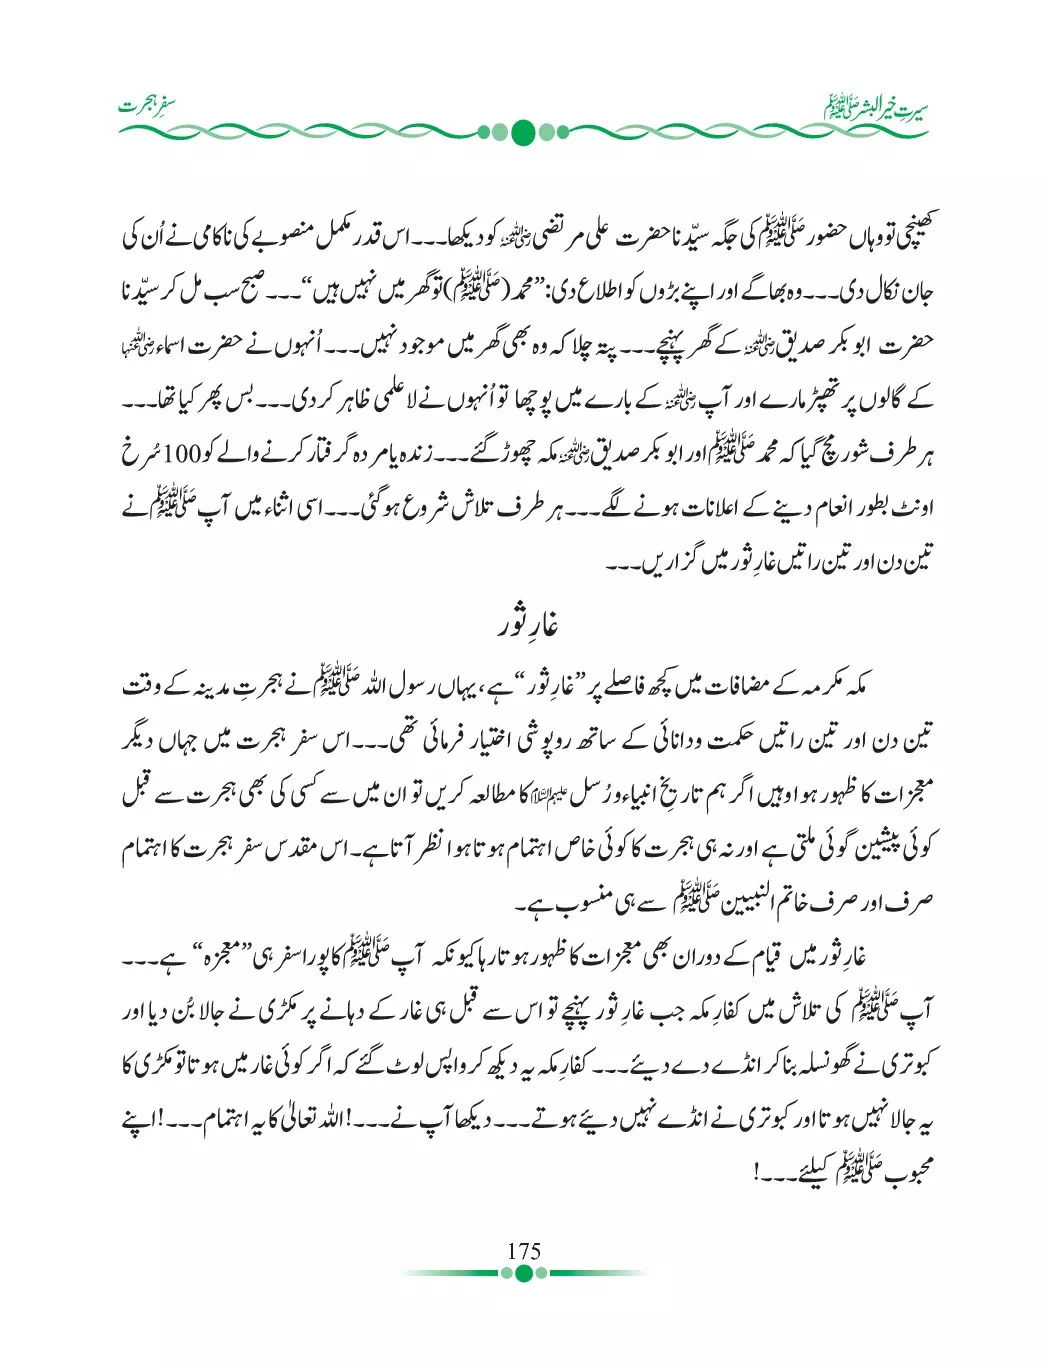 سیرتِ خیر البشر ﷺ
سفرِ ہجرت
کھینچی تو وہاں حضور ﷺ کی جگہ سیّدنا حضرت علی مرتضی رضی اللہ عنہ کو دیکھا۔۔۔ اس قدر مکمل منصوبے کی ناکامی نے اُن کی
جان نکال دی۔۔۔ وہ بھاگے اور اپنے بڑوں کو اطلاع دی: ”محمد (ﷺ) تو گھر میں نہیں ہیں“۔۔۔ صبح سب مل کر سیّدنا
حضرت ابو بکر صدیق رضی اللہ عنہ کے گھر پہنچے۔۔۔ پتہ چلا کہ وہ بھی گھر میں موجود نہیں۔۔۔ اُنہوں نے حضرت اسماء رضی اللہ عنہا
کے گالوں پر تھپڑ مارے اور آپ رضی اللہ عنہ کے بارے میں پوچھا تو اُنہوں نے لاعلمی ظاہر کر دی۔۔۔ بس پھر کیا تھا۔۔۔
ہر طرف شور مچ گیا کہ محمد ﷺ اور ابو بکر صدیق رضی اللہ عنہ مکہ چھوڑ گئے۔۔۔ زندہ یا مردہ گرفتار کرنے والے کو 100 سُرخ
اونٹ بطور انعام دینے کے اعلانات ہونے لگے۔۔۔ ہر طرف تلاش شروع ہو گئی۔۔۔ اسی اثناء میں آپ ﷺ نے
تین دن اور تین راتیں غارِ ثور میں گزاریں۔۔۔
غارِ ثور
مکہ مکرمہ کے مضافات میں کچھ فاصلے پر ”غارِ ثور“ ہے، یہاں رسول اللہ ﷺ نے ہجرتِ مدینہ کے وقت
تین دن اور تین راتیں حکمت ودانائی کے ساتھ روپوشی اختیار فرمائی تھی۔۔۔ اس سفر ہجرت میں جہاں دیگر
معجزات کا ظہور ہوا وہیں اگر ہم تاریخِ انبیاء و رُسل علیہم السلام کا مطالعہ کریں تو ان میں سے کسی کی بھی ہجرت سے قبل
کوئی پیشین گوئی ملتی ہے اور نہ ہی ہجرت کا کوئی خاص اہتمام ہوتا ہوا نظر آتا ہے۔ اس مقدس سفر ہجرت کا اہتمام
صرف اور صرف خاتم النبیین ﷺ سے ہی منسوب ہے۔
غارِ ثور میں قیام کے دوران بھی معجزات کا ظہور ہوتا رہا کیونکہ آپ ﷺ کا پورا سفر ہی ”معجزہ“ ہے۔۔۔
آپ ﷺ کی تلاش میں کفارِ مکہ جب غارِ ثور پہنچے تو اس سے قبل ہی غار کے دہانے پر مکڑی نے جالا بُن دیا اور
کبوتری نے گھونسلہ بنا کر انڈے دے دیئے۔۔۔ کفارِ مکہ یہ دیکھ کر واپس لوٹ گئے کہ اگر کوئی غار میں ہوتا تو مکڑی کا
یہ جالا نہیں ہوتا اور کبوتری نے انڈے نہیں دیئے ہوتے۔۔۔ دیکھا آپ نے۔۔۔! اللہ تعالیٰ کا یہ اہتمام۔۔۔! اپنے
محبوب ﷺ کیلئے۔۔۔!
175